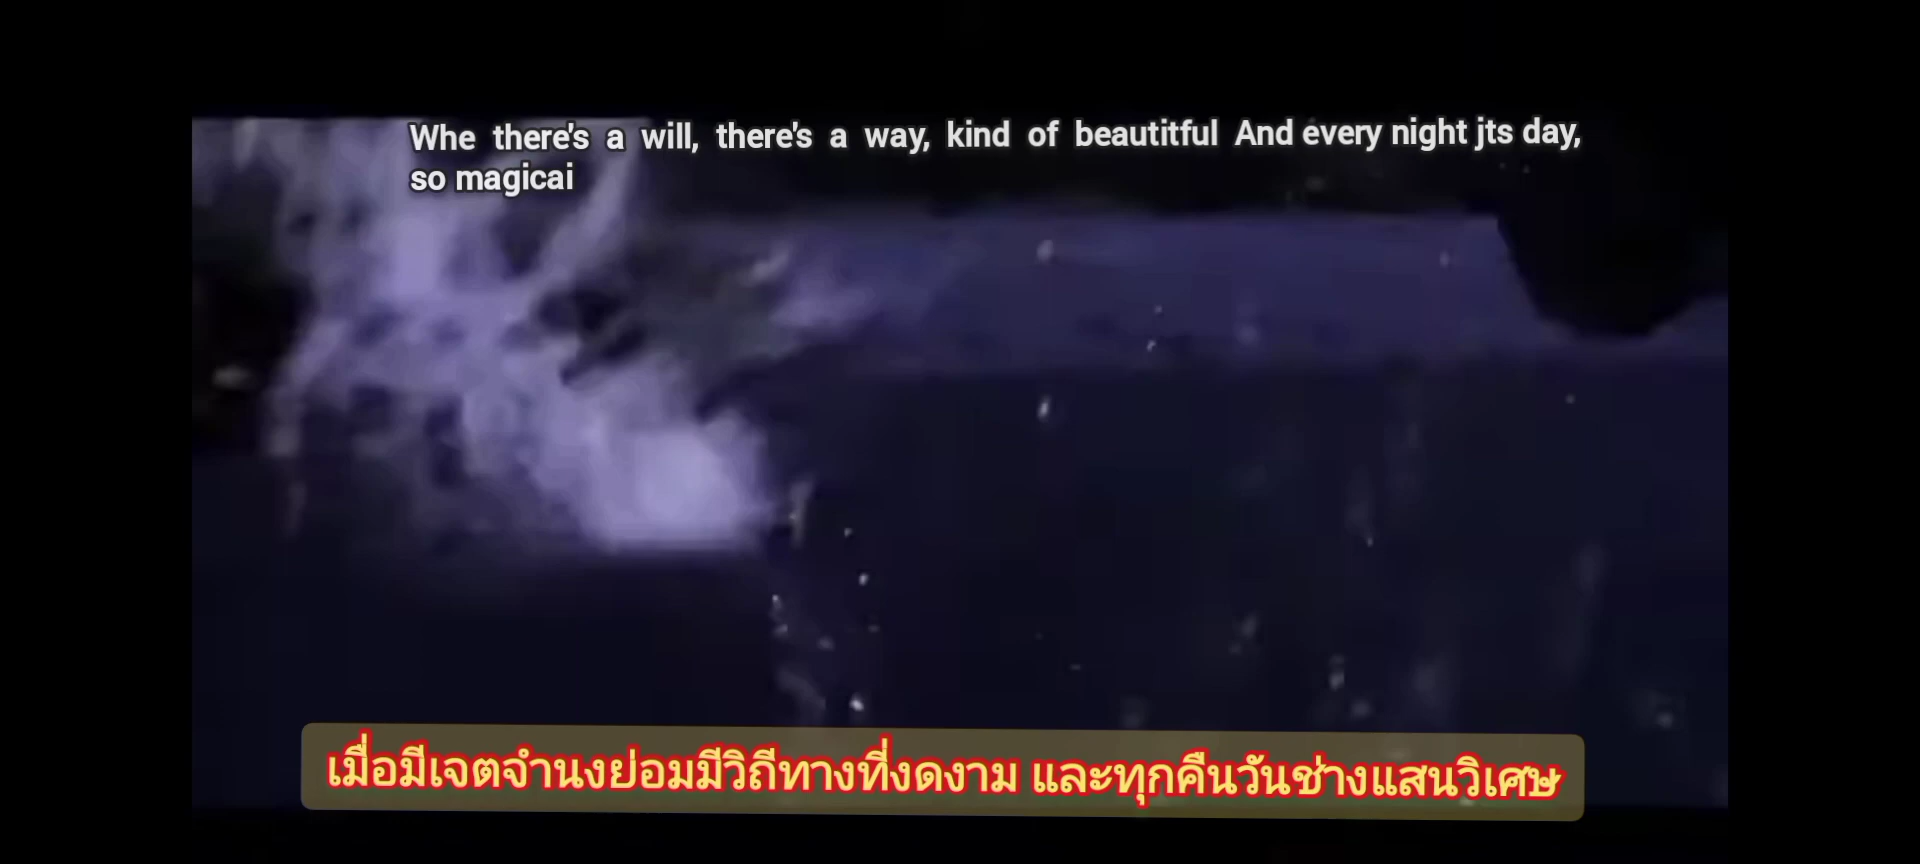 Whe there's a will, there's a way, kind of beautitful And every night jts day,
so magicai
เมื่อมีเจตจำนงย่อมมีวิถีทางที่งดงาม และทุกคืนวันช่างแสนวิเศษ